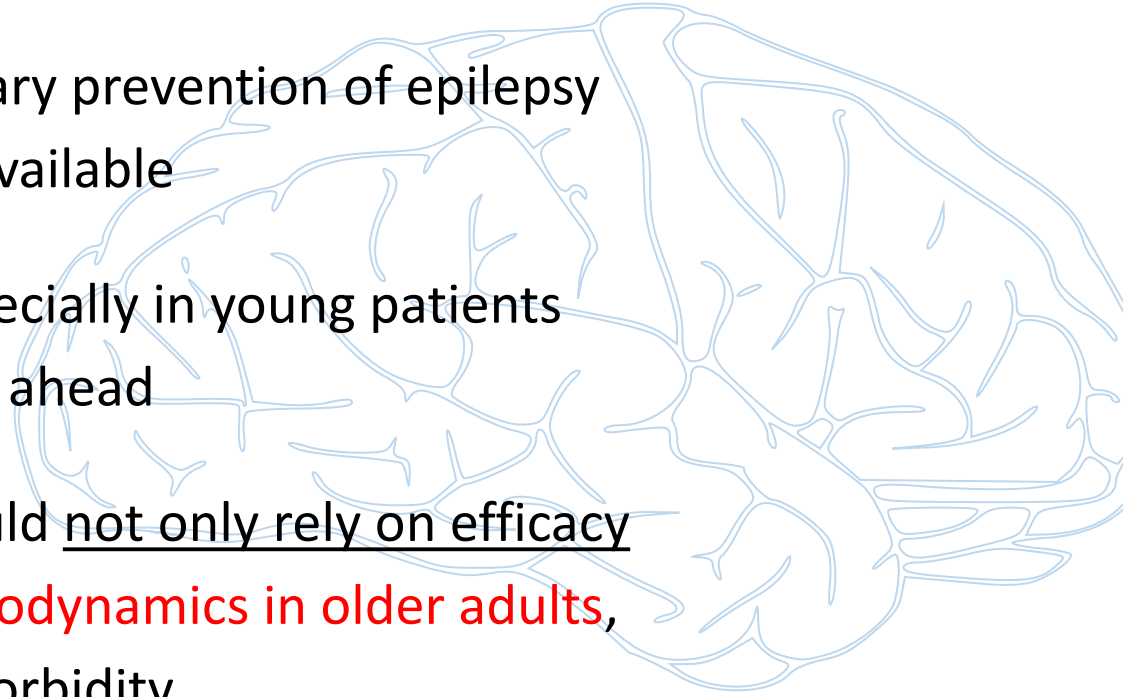 ary prevention of epilepsy
vailable
ecially in young patients
ahead
uld not only rely on efficacy
odynamics in older adults,
orbidity